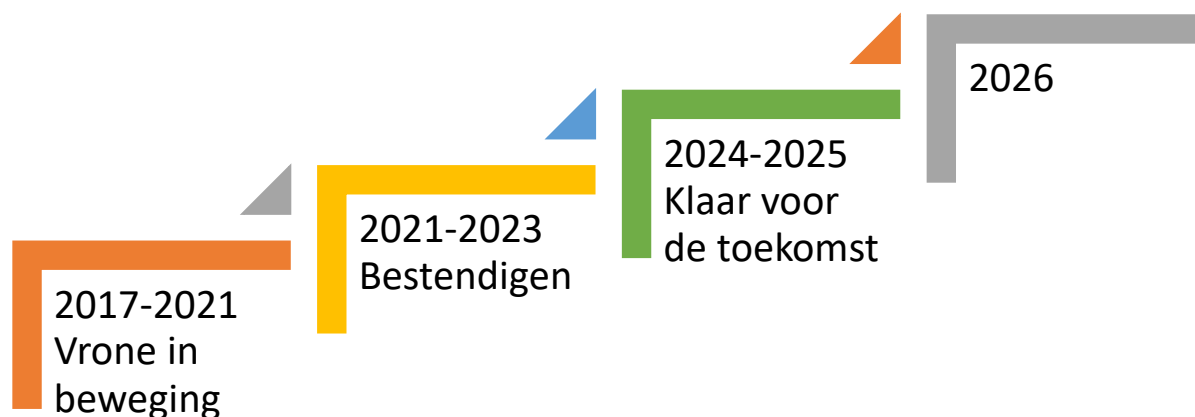 2017-2021
Vrone in
beweging
2021-2023
Bestendigen
2024-2025
Klaar voor
de toekomst
2026